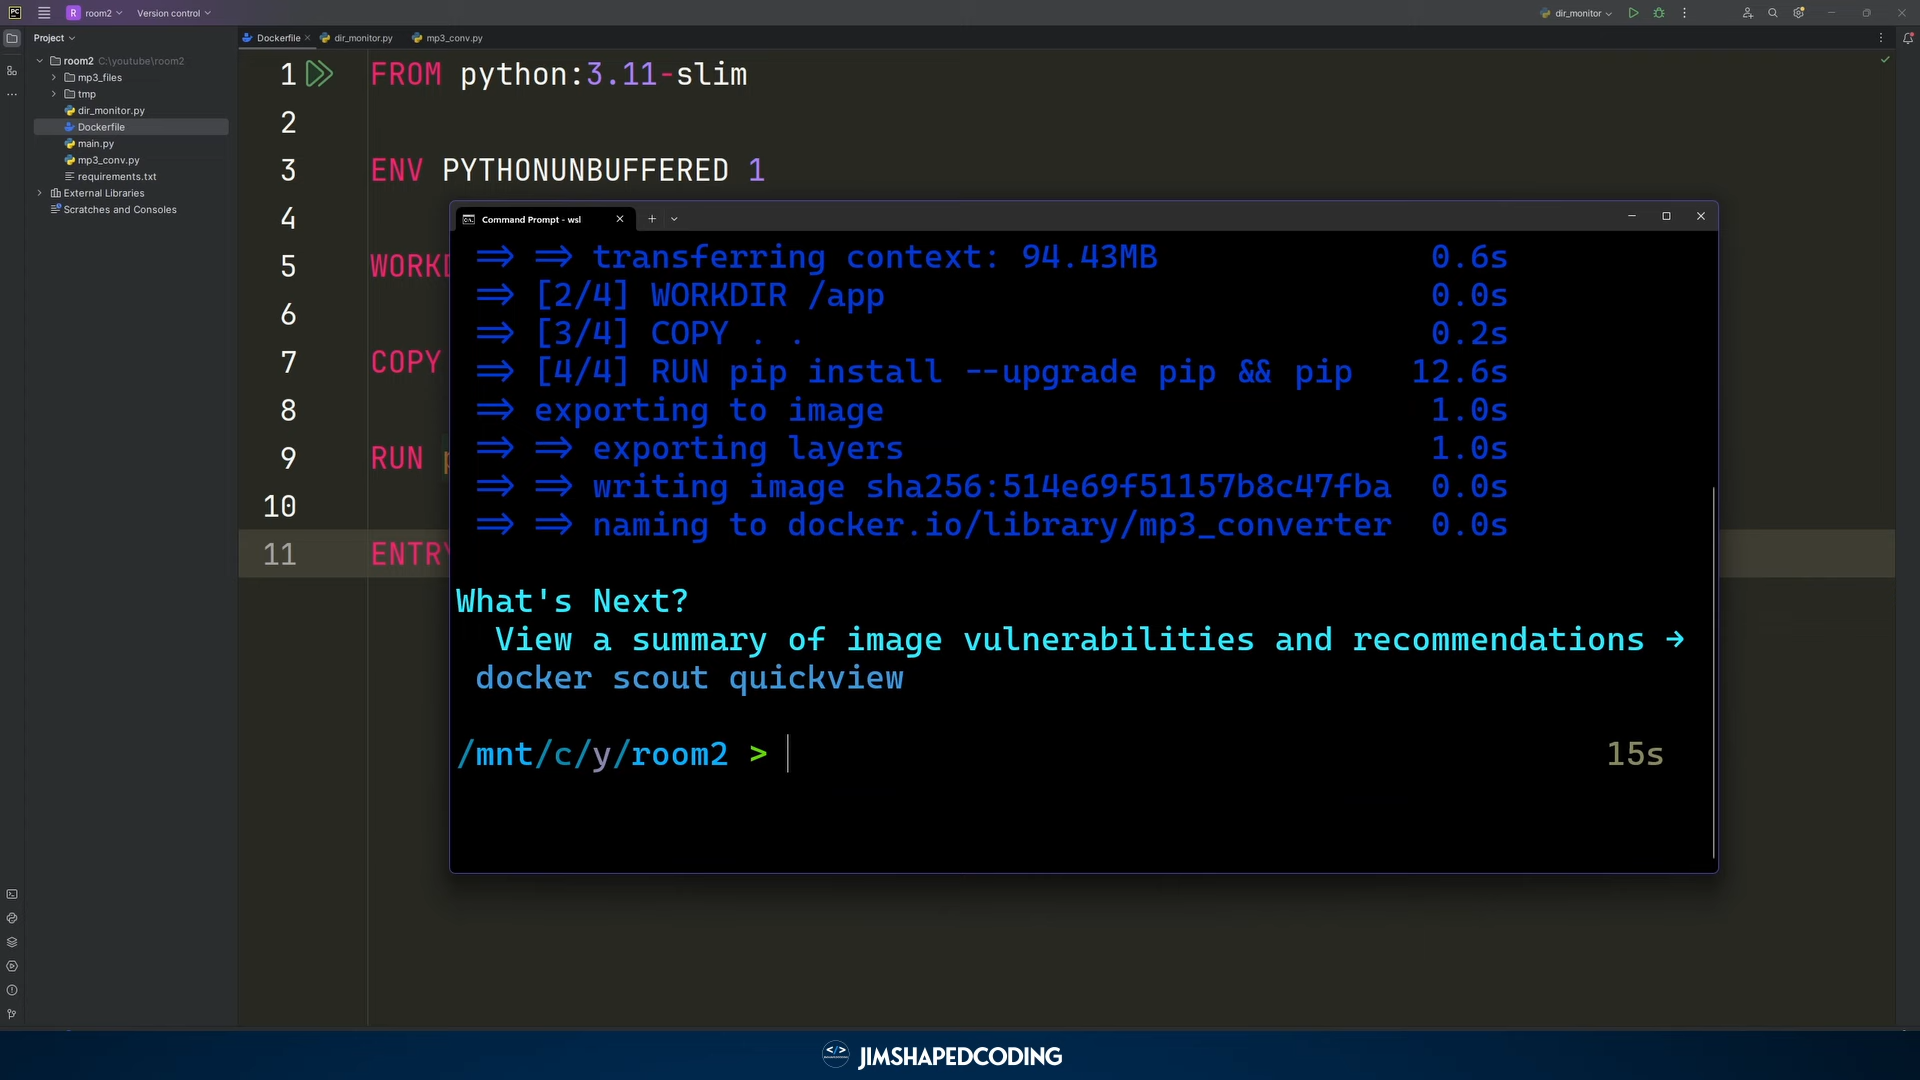 room2
Version control
dir_monitor
Project
Dockerfile
dir_monitor.py
mp3_conv.py
room2 C:\youtube\room2
mp3_files
tmp
dir_monitor.py
Dockerfile
main.py
mp3_conv.py
requirements.txt
External Libraries
Scratches and Consoles
1 FROM python:3.11-slim
2
3 ENV PYTHONUNBUFFERED 1
4
5 WORKD
6
7 COPY
8
9 RUN p
10
11 ENTRY
Command Prompt - wsl
=> => transferring context: 94.43MB 0.6s
=> [2/4] WORKDIR /app 0.0s
=> [3/4] COPY . . 0.2s
=> [4/4] RUN pip install --upgrade pip && pip 12.6s
=> exporting to image 1.0s
=> => exporting layers 1.0s
=> => writing image sha256:514e69f51157b8c47fba 0.0s
=> => naming to docker.io/library/mp3_converter 0.0s
What's Next?
View a summary of image vulnerabilities and recommendations →
docker scout quickview
/mnt/c/y/room2 > 15s
JIMSHAPEDCODING